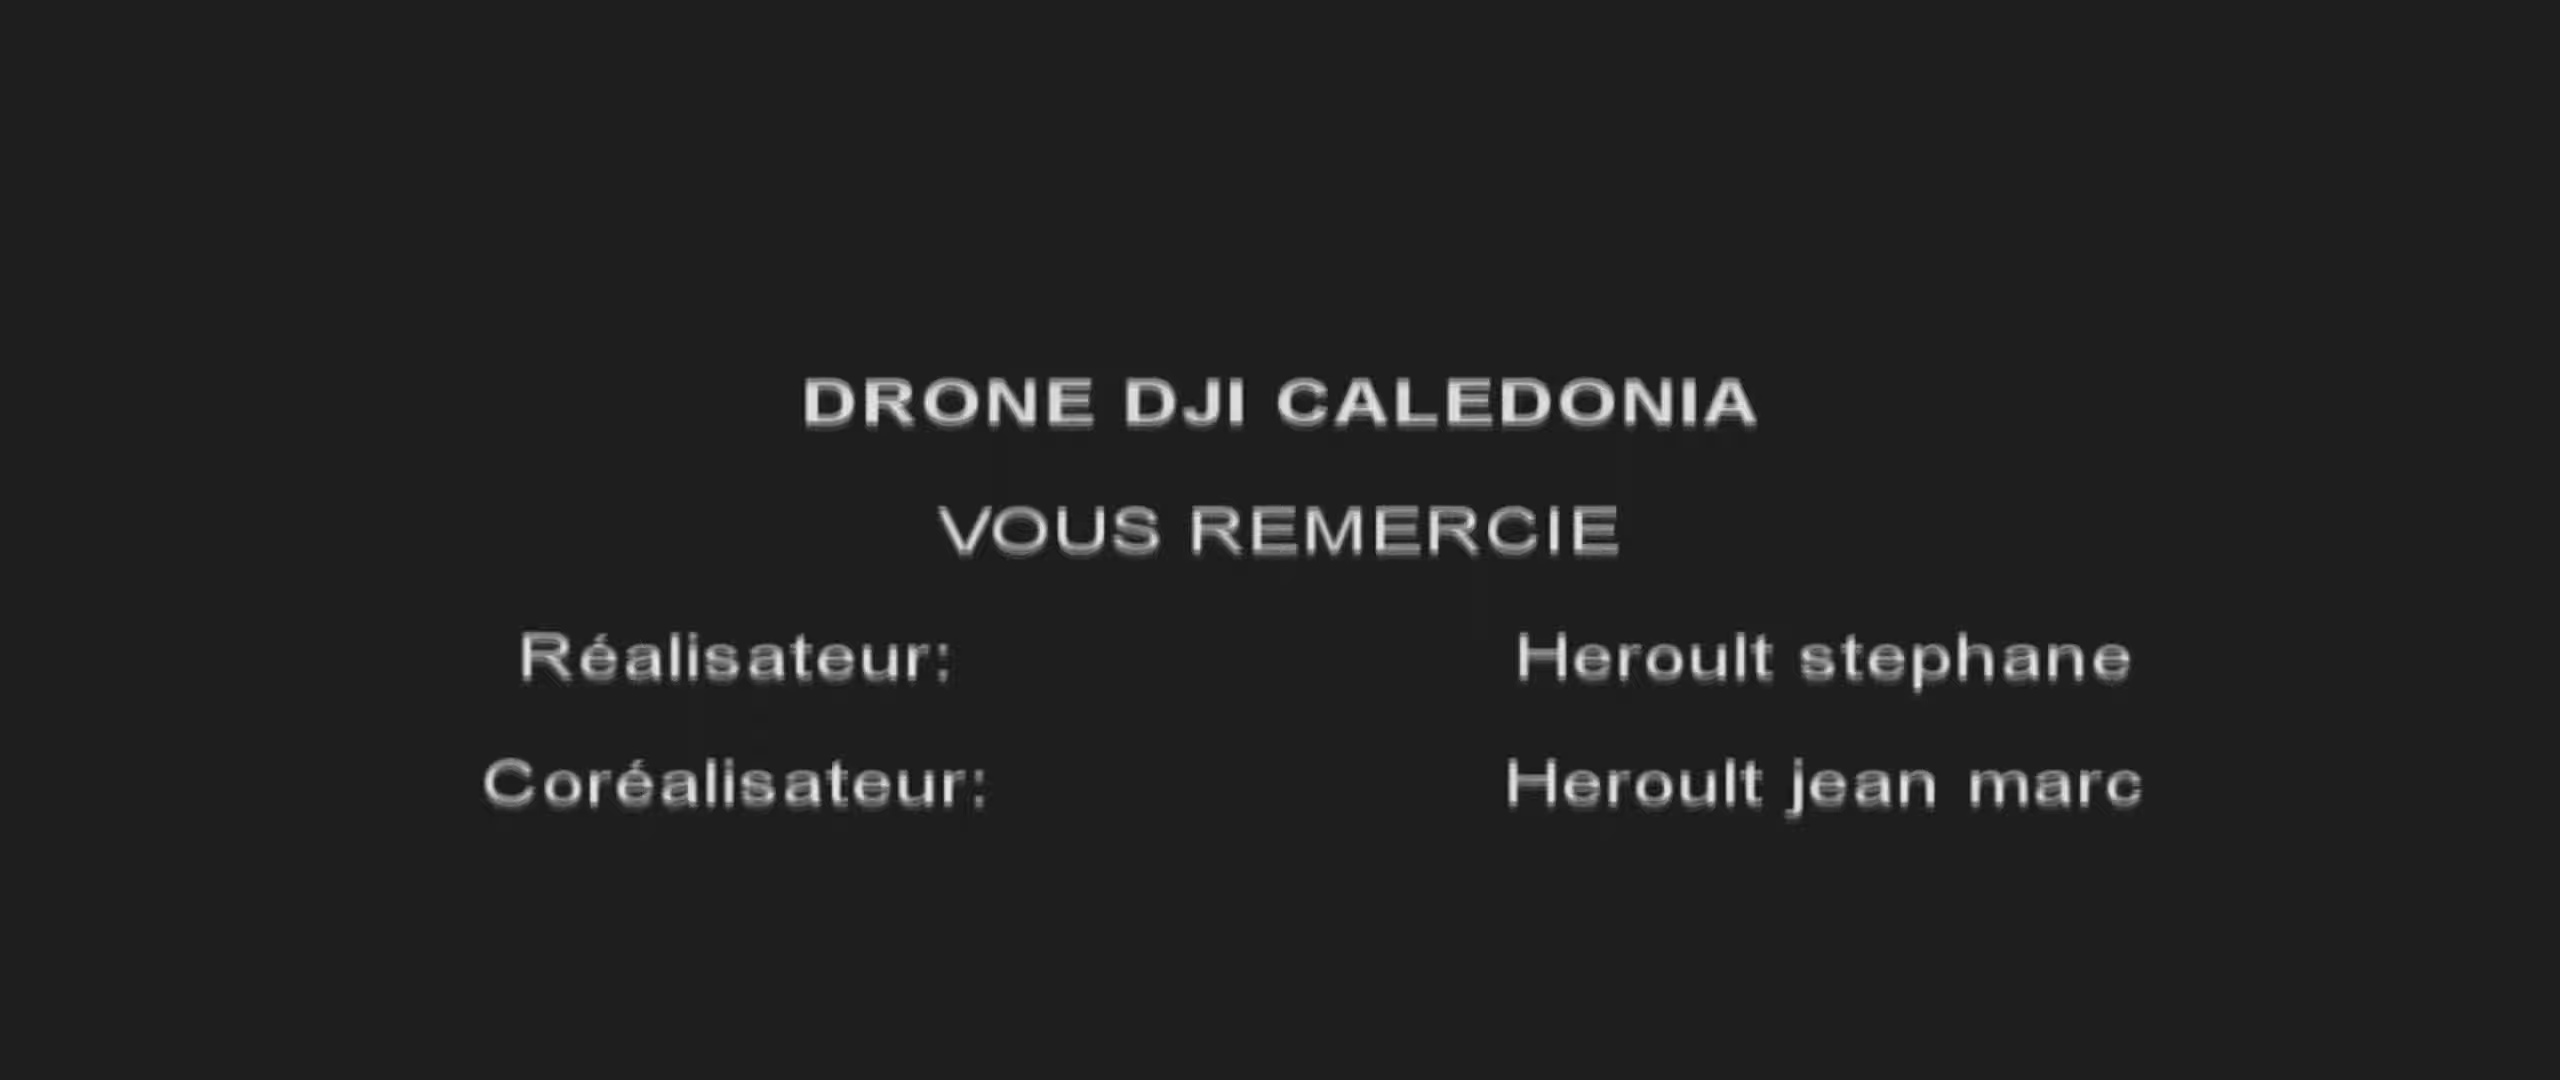 DRONE DJI CALEDONIA
VOUS REMERCIE
Réalisateur: Heroult stephane
Coréalisateur: Heroult jean marc